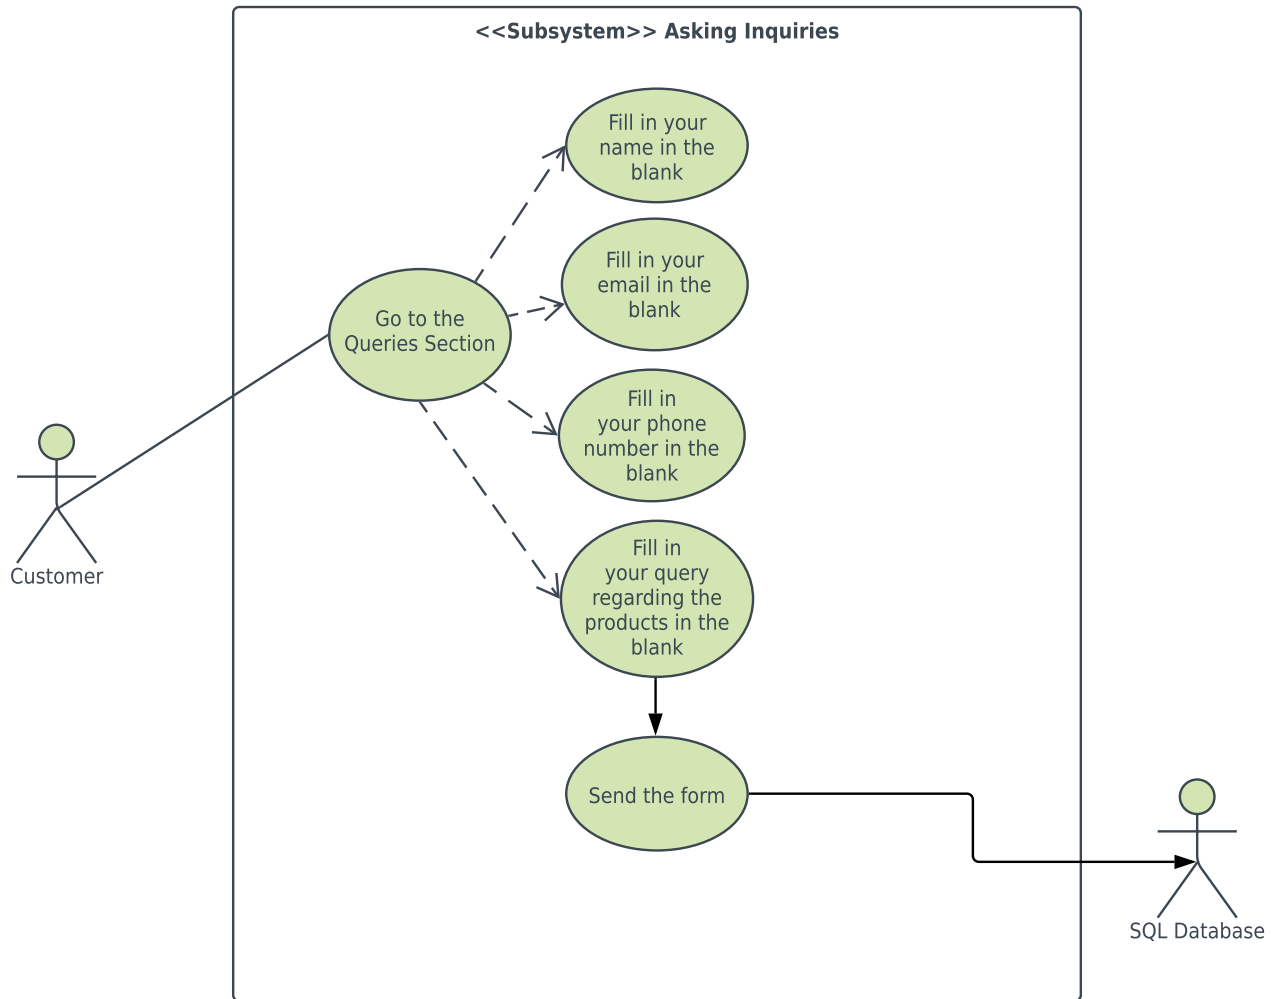 <<Subsystem>> Asking Inquiries
Fill in your
name in the
blank
Fill in your
email in the
blank
Go to the
Queries Section
Fill in
your phone
number in the
blank
Customer
Fill in
your query
regarding the
products in the
blank
Send the form
SQL Database